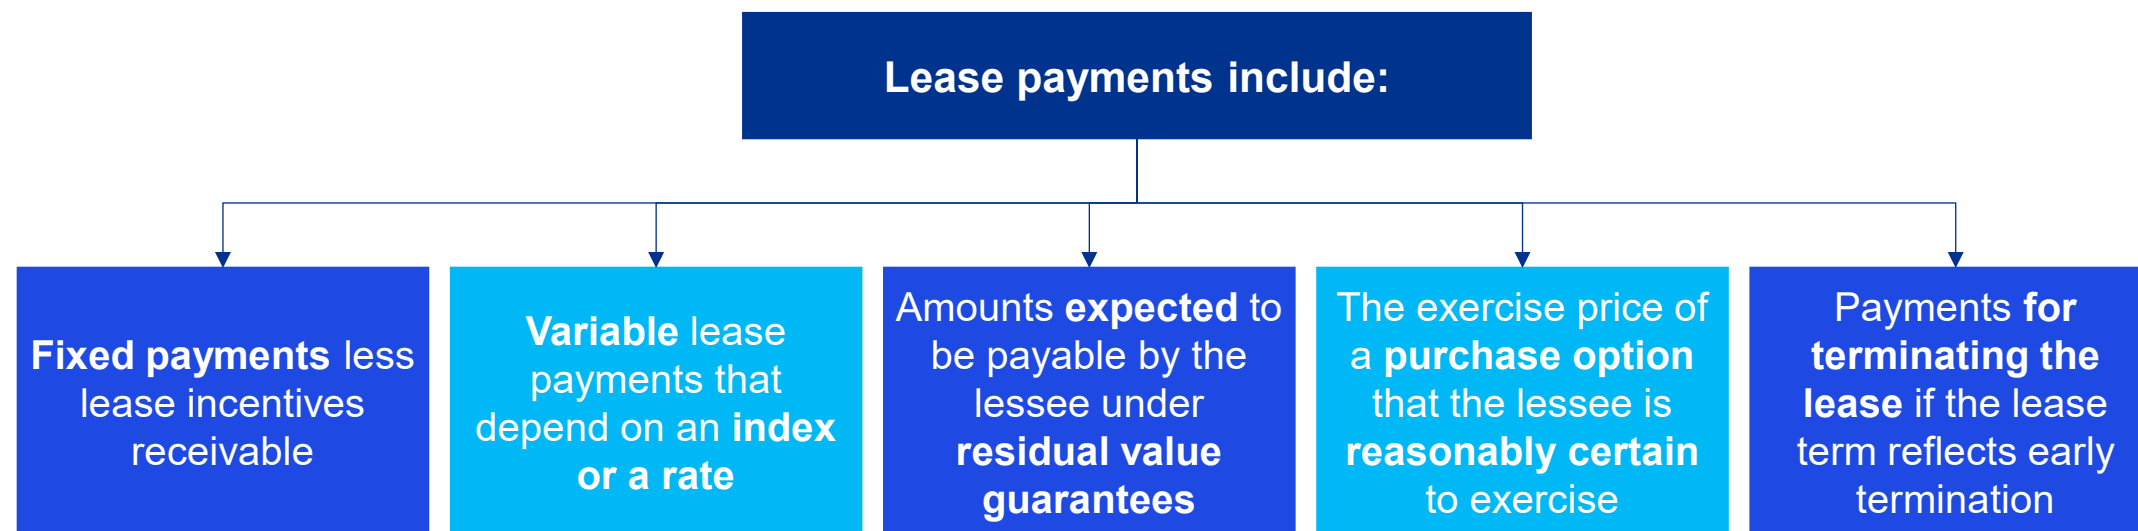 Lease payments include:
Fixed payments less
lease incentives
receivable
Variable lease
payments that
depend on an index
or a rate
Amounts expected to
be payable by the
lessee under
residual value
guarantees
The exercise price of
a purchase option
that the lessee is
reasonably certain
to exercise
Payments for
terminating the
lease if the lease
term reflects early
termination